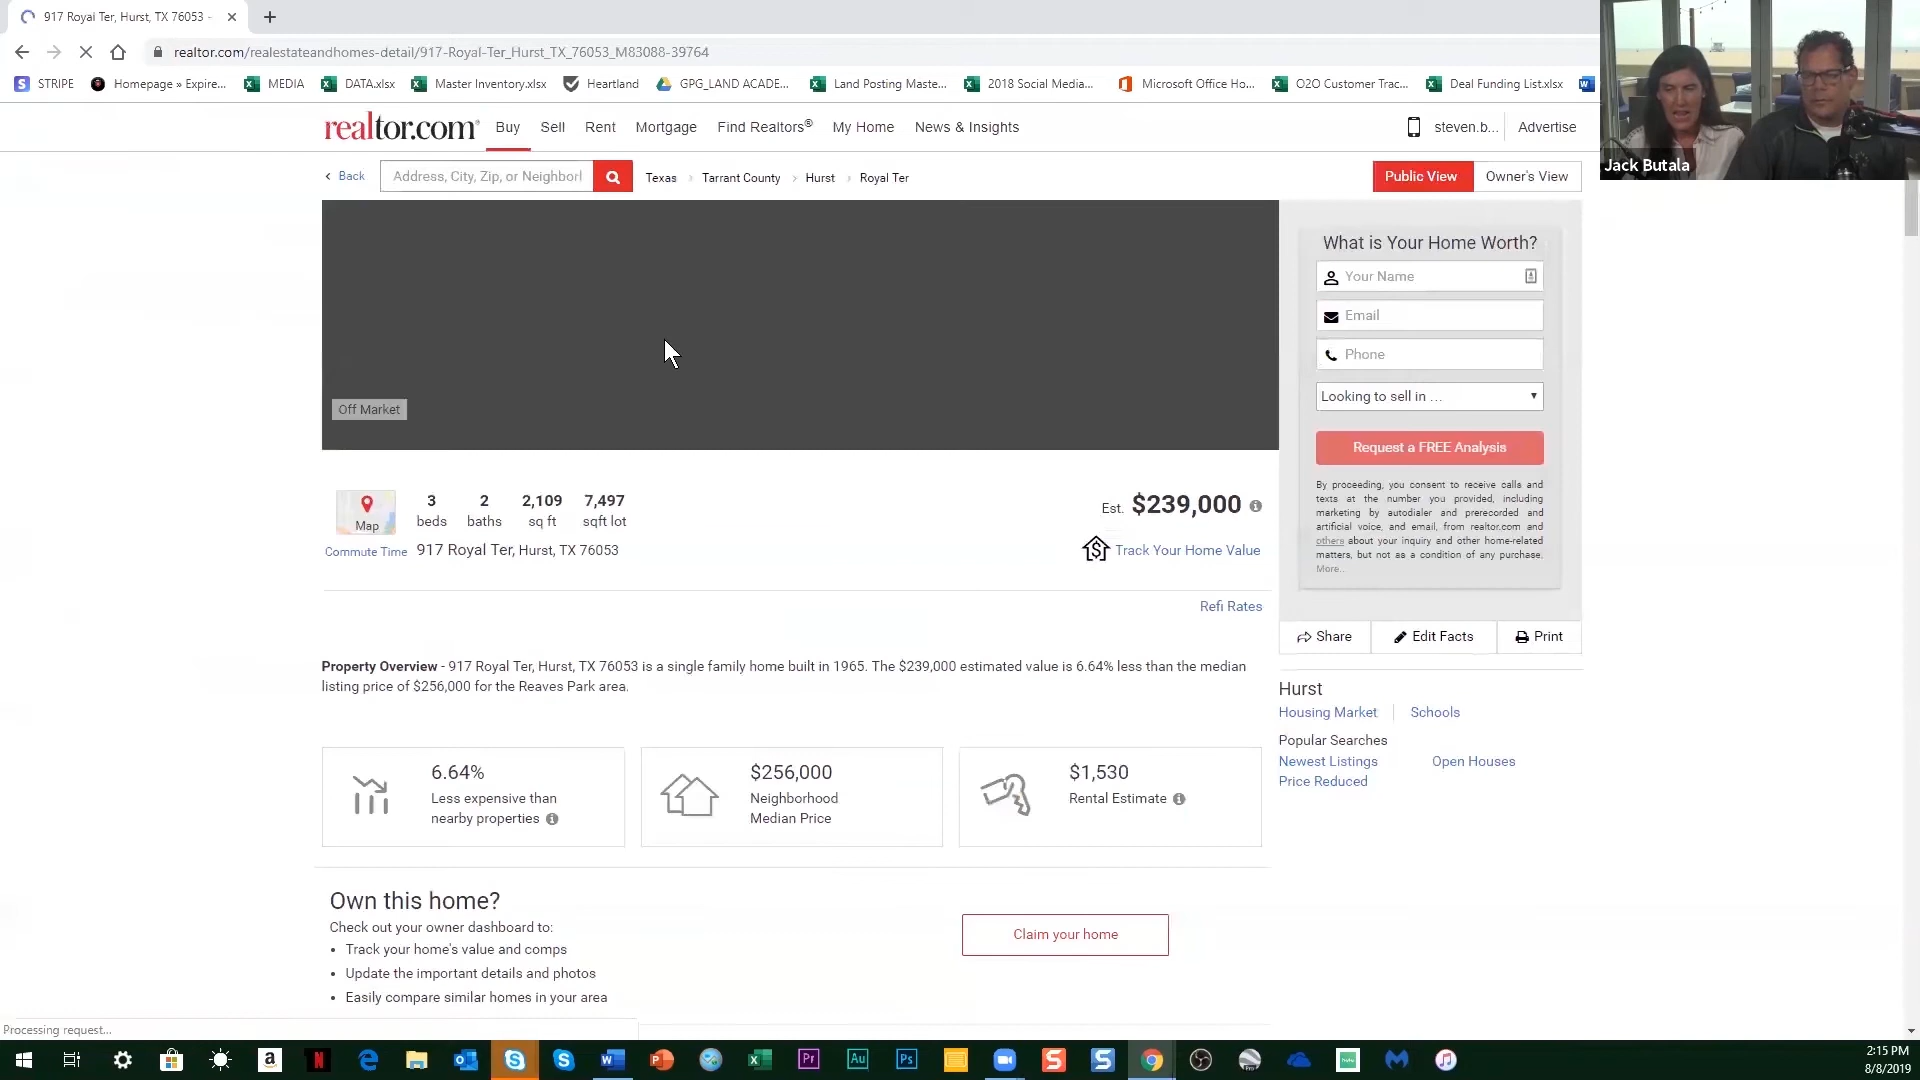 917 Royal Ter, Hurst, TX 76053 -
realtor.com/realestateandhomes-detail/917-Royal-Ter_Hurst_TX_76053_M83088-39764
STRIPE Homepage » Expire... MEDIA DATA.xlsx Master Inventory.xlsx Heartland GPG_LAND ACADE... Land Posting Maste... 2018 Social Media... Microsoft Office Ho... O2O Customer Trac... Deal Funding List.xlsx
realtor.com® Buy Sell Rent Mortgage Find Realtors® My Home News & Insights steven.b... Advertise
Jack Butala
Back Address, City, Zip, or Neighborl Texas Tarrant County Hurst Royal Ter Public View Owner's View
What is Your Home Worth?
Your Name
Email
Phone
Looking to sell in ...
Off Market
Request a FREE Analysis
By proceeding, you consent to receive calls and
texts at the number you provided, including
marketing by autodialer and prerecorded and
artificial voice, and email, from realtor.com and
others about your inquiry and other home-related
matters, but not as a condition of any purchase.
More...
3 2 2,109 7,497
beds baths sq ft sqft lot
Map
Commute Time 917 Royal Ter, Hurst, TX 76053
Est. $239,000
Track Your Home Value
Refi Rates
Share Edit Facts Print
Property Overview - 917 Royal Ter, Hurst, TX 76053 is a single family home built in 1965. The $239,000 estimated value is 6.64% less than the median
listing price of $256,000 for the Reaves Park area.
Hurst
Housing Market Schools
Popular Searches
Newest Listings Open Houses
Price Reduced
6.64%
Less expensive than
nearby properties
$256,000
Neighborhood
Median Price
$1,530
Rental Estimate
Own this home?
Check out your owner dashboard to:
• Track your home's value and comps
• Update the important details and photos
• Easily compare similar homes in your area
Claim your home
Processing request...
2:15 PM
8/8/2019